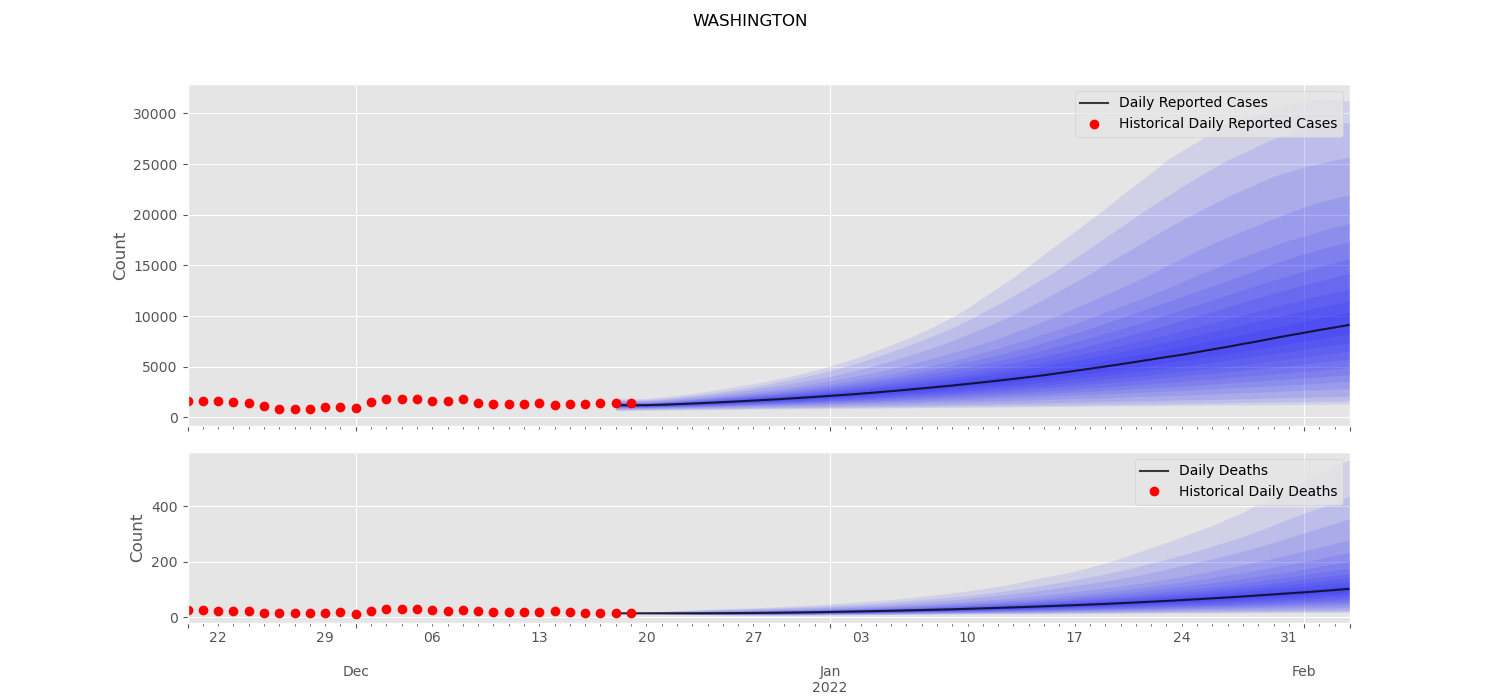 WASHINGTON
Daily Reported Cases
Historical Daily Reported Cases
30000
25000
20000
15000
10000
5000
0
Count
Daily Deaths
Historical Daily Deaths
400
200
0
Count
22 29 06 13 20 27 03 10 17 24 31
Dec Jan Feb
2022